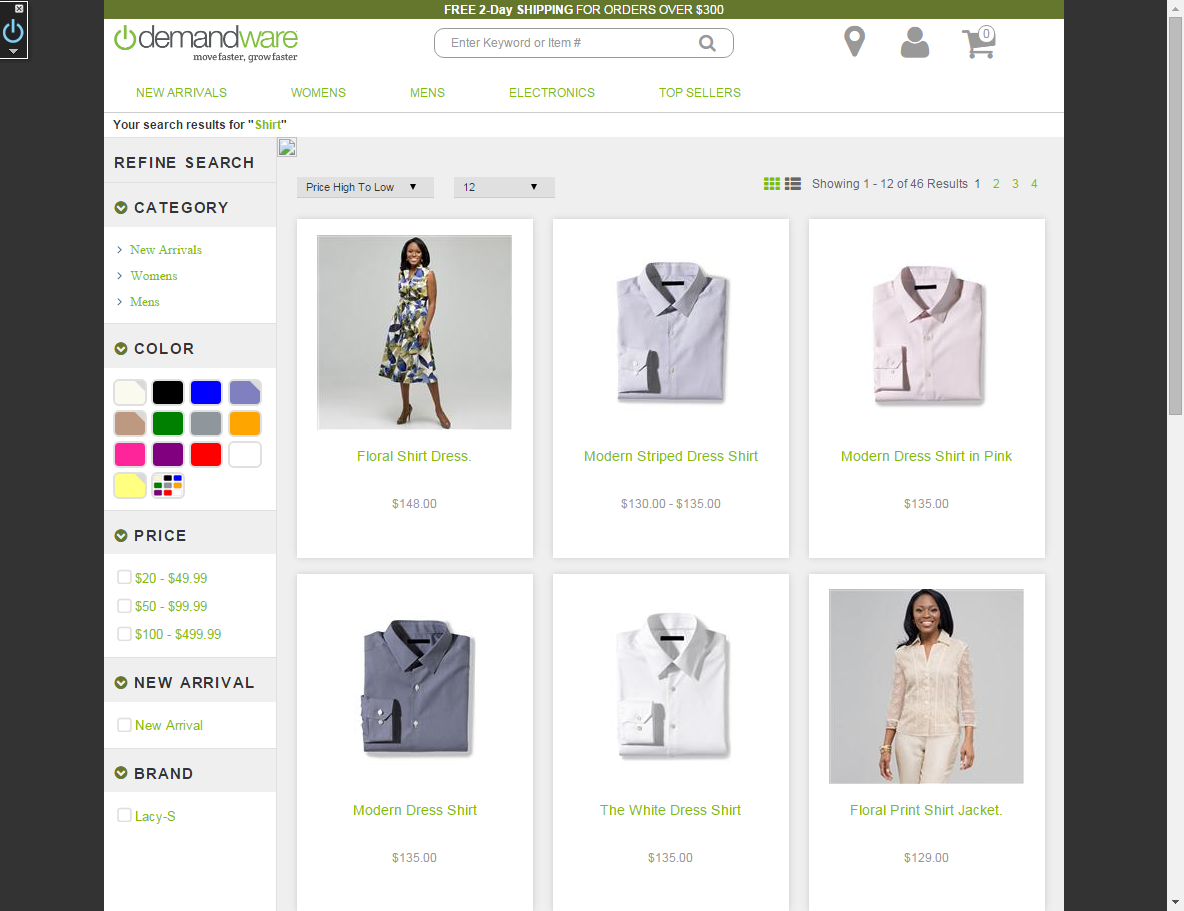 FREE 2-Day SHIPPING FOR ORDERS OVER $300
demandware
move faster, grow faster
Enter Keyword or Item #
0
NEW ARRIVALS WOMENS MENS ELECTRONICS TOP SELLERS
Your search results for "Shirt"
REFINE SEARCH
CATEGORY
New Arrivals
Womens
Mens
COLOR
PRICE
$20 - $49.99
$50 - $99.99
$100 - $499.99
NEW ARRIVAL
New Arrival
BRAND
Lacy-S
Price High To Low 12 Showing 1 - 12 of 46 Results 1 2 3 4
Floral Shirt Dress. Modern Striped Dress Shirt Modern Dress Shirt in Pink
$148.00 $130.00 - $135.00 $135.00
Modern Dress Shirt The White Dress Shirt Floral Print Shirt Jacket.
$135.00 $135.00 $129.00